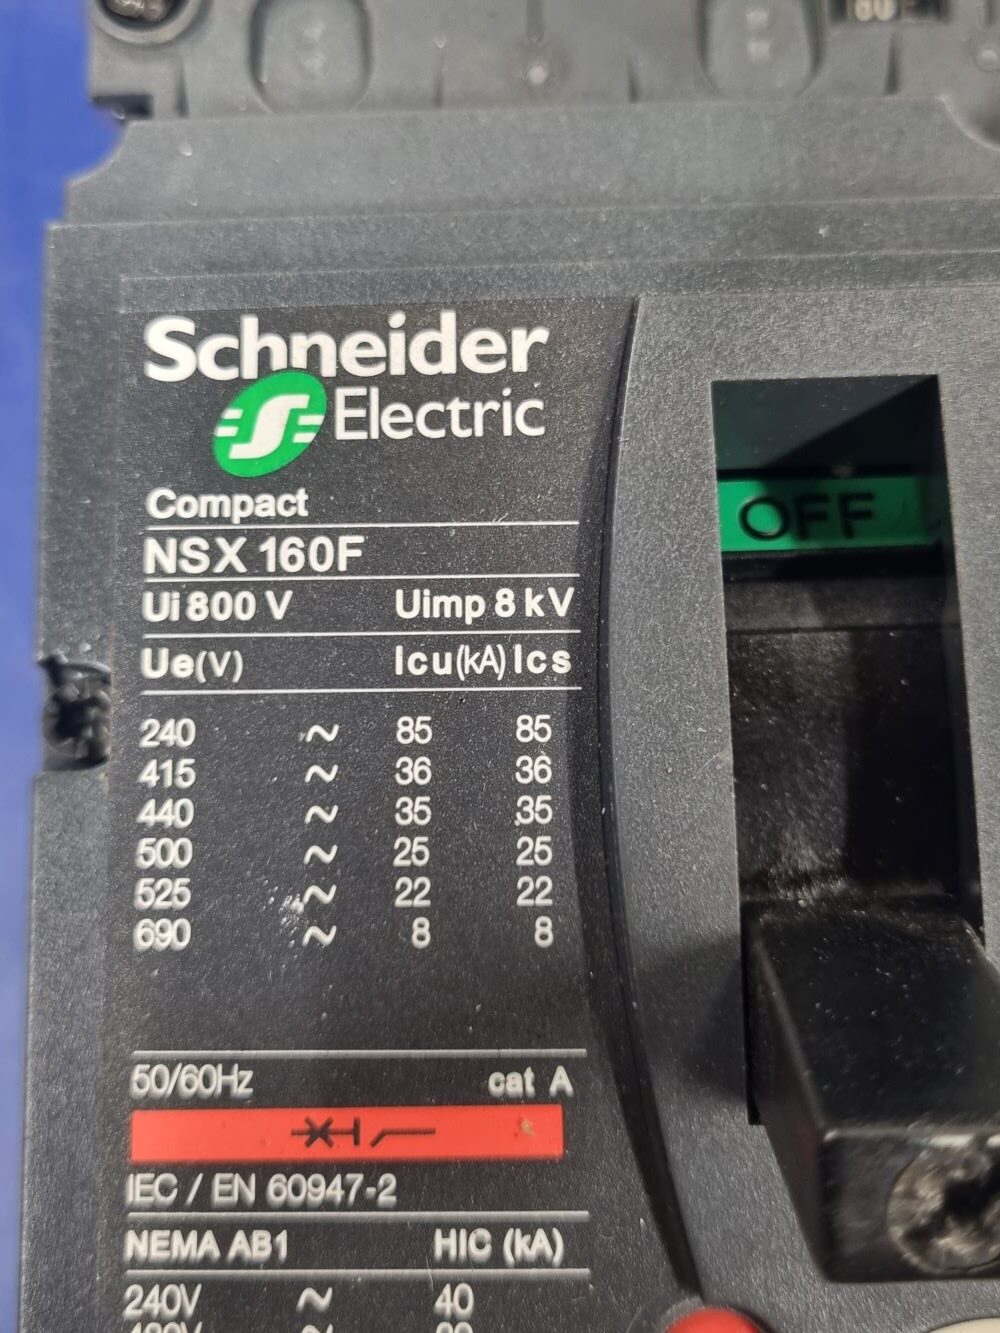 Schneider
Electric
OFF
Compact
NSX 160F
Ui 800 V Uimp 8 kV
Ue(V) Icu(kA) Ics
240 ~ 85 85
415 ~ 36 36
440 ~ 35 35
500 ~ 25 25
525 ~ 22 22
690 ~ 8 8
50/60Hz cat A
IEC / EN 60947-2
NEMA AB1 HIC (kA)
240V ~ 40